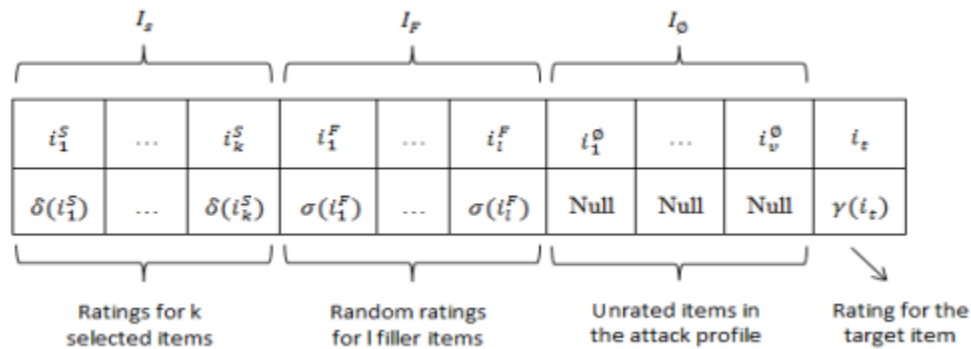 I_s I_F I_∅
i_1^S ... i_k^S i_1^F ... i_l^F i_1^∅ ... i_v^∅ i_t
δ(i_1^S) ... δ(i_k^S) σ(i_1^F) ... σ(i_l^F) Null Null Null γ(i_t)
Ratings for k
selected items
Random ratings
for l filler items
Unrated items in
the attack profile
Rating for the
target item